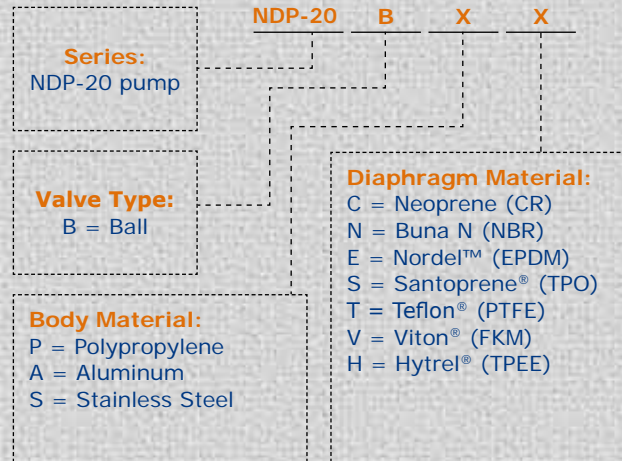 NDP-20 B X X
Series:
NDP-20 pump
Valve Type:
B = Ball
Body Material:
P = Polypropylene
A = Aluminum
S = Stainless Steel
Diaphragm Material:
C = Neoprene (CR)
N = Buna N (NBR)
E = Nordel™ (EPDM)
S = Santoprene® (TPO)
T = Teflon® (PTFE)
V = Viton® (FKM)
H = Hytrel® (TPEE)